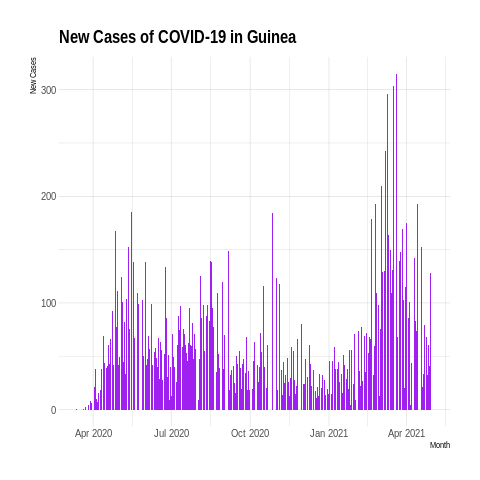 New Cases of COVID-19 in Guinea
New Cases
300
200
100
0
Apr 2020
Jul 2020
Oct 2020
Jan 2021
Apr 2021
Month